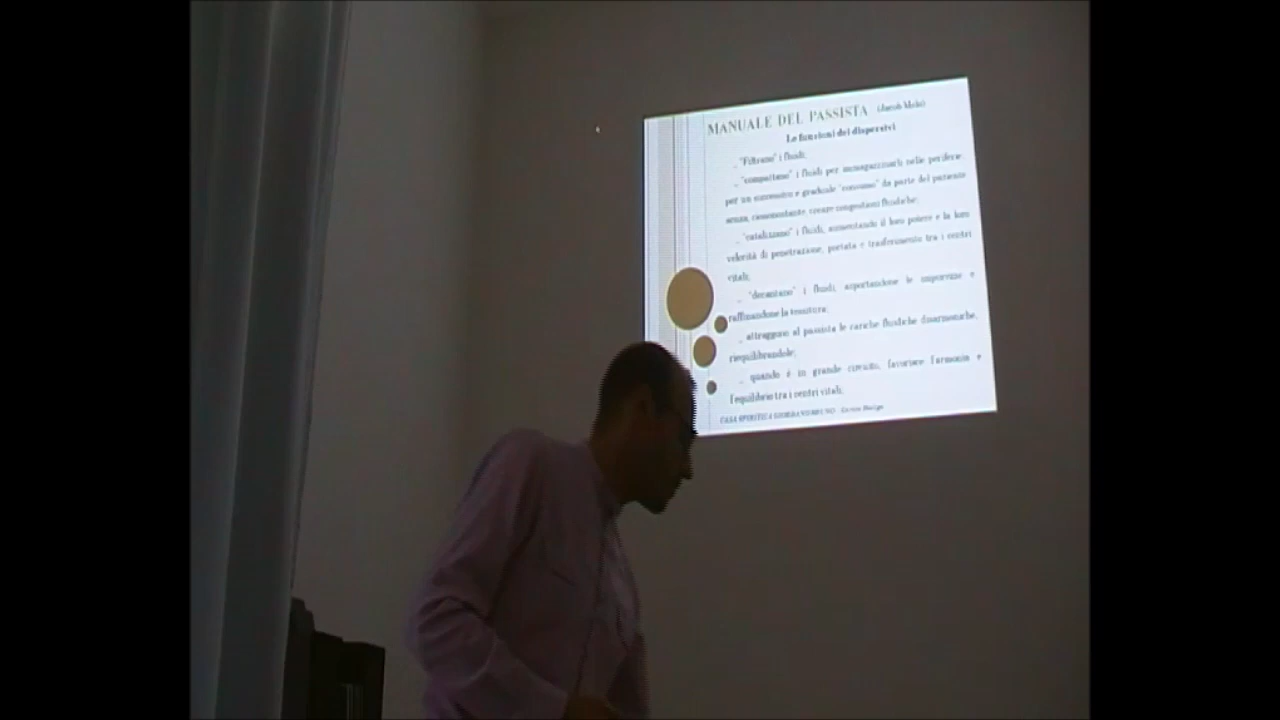 MANUALE DEL PASSISTA (Jacob Melo)
Le funzioni dei dispersivi
_ "Filtrano" i fluidi;
_ "compattano" i fluidi per immagazzinarli nelle periferie
per un successivo e graduale "consumo" da parte del paziente
senza, ciononostante, creare congestioni fluidiche;
_ "catalizzano" i fluidi, aumentando il loro potere e la loro
velocità di penetrazione, portata e trasferimento tra i centri
vitali;
_ "decantano" i fluidi, asportandone le impurezze e
raffinandone la tessitura;
_ attraggono al passista le cariche fluidiche disarmoniche,
riequilibrandole;
_ quando è in grande circuito, favorisce l'armonia e
l'equilibrio tra i centri vitali;
CASA SPIRITICA